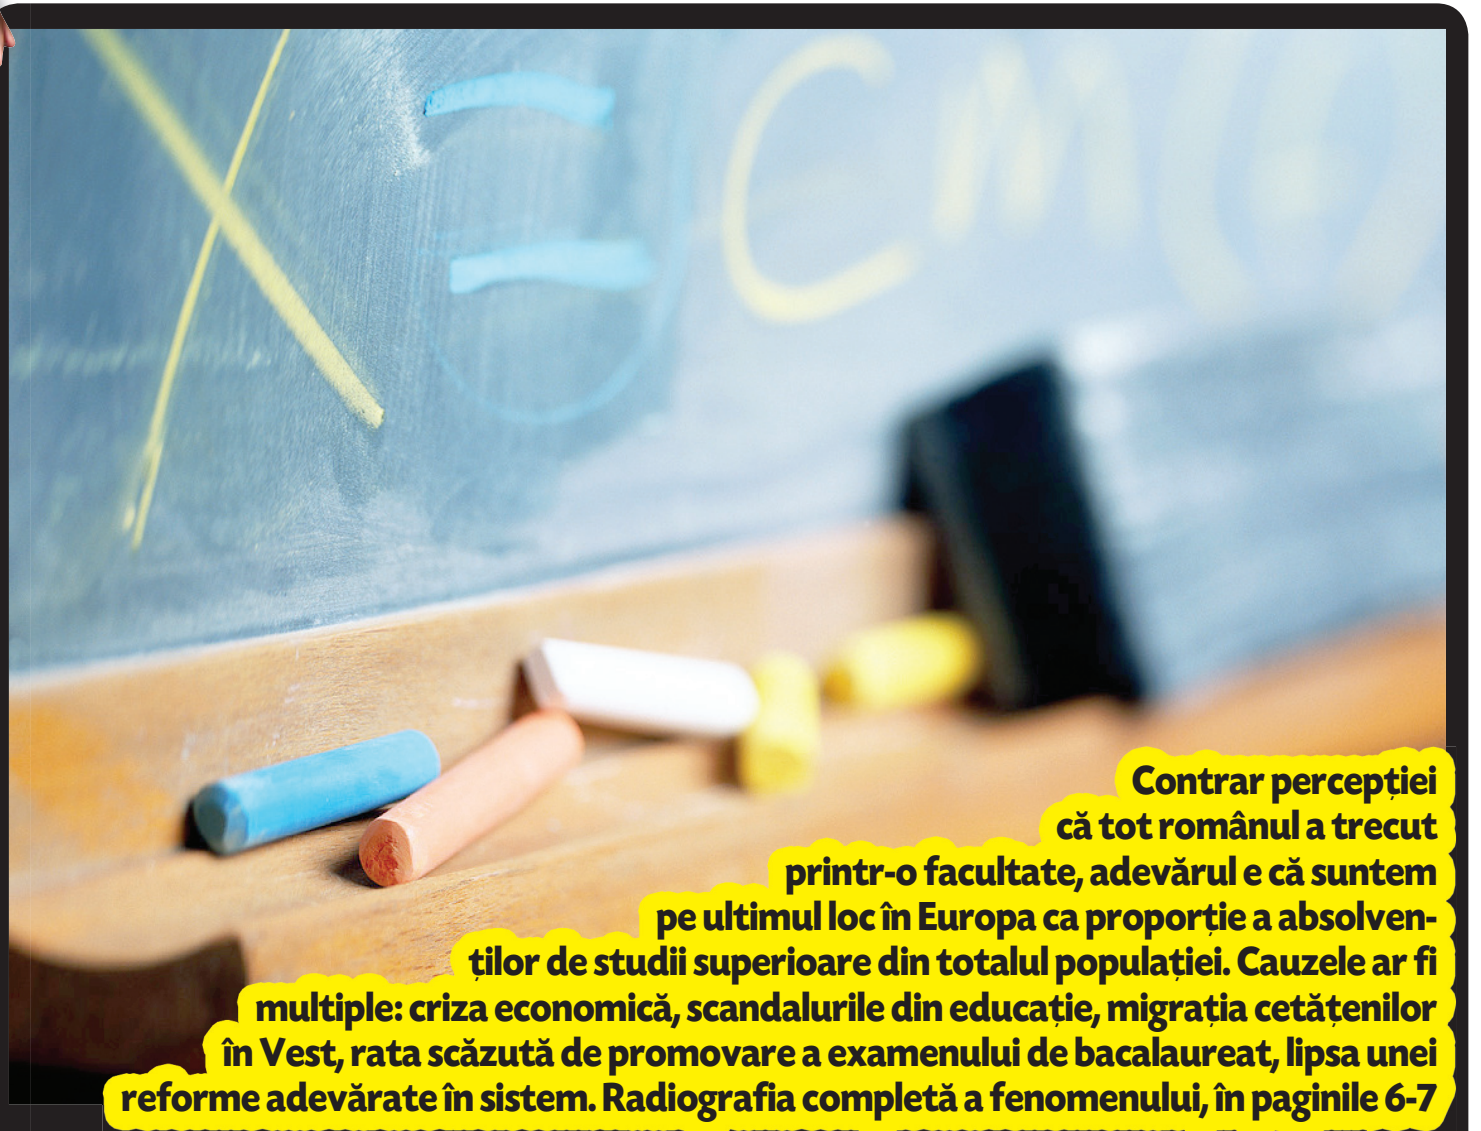 X = CM(
Contrar percepției
că tot românul a trecut
printr-o facultate, adevărul e că suntem
pe ultimul loc în Europa ca proporție a absolven-
ților de studii superioare din totalul populației. Cauzele ar fi
multiple: criza economică, scandalurile din educație, migrația cetățenilor
în Vest, rata scăzută de promovare a examenului de bacalaureat, lipsa unei
reforme adevărate în sistem. Radiografia completă a fenomenului, în paginile 6-7